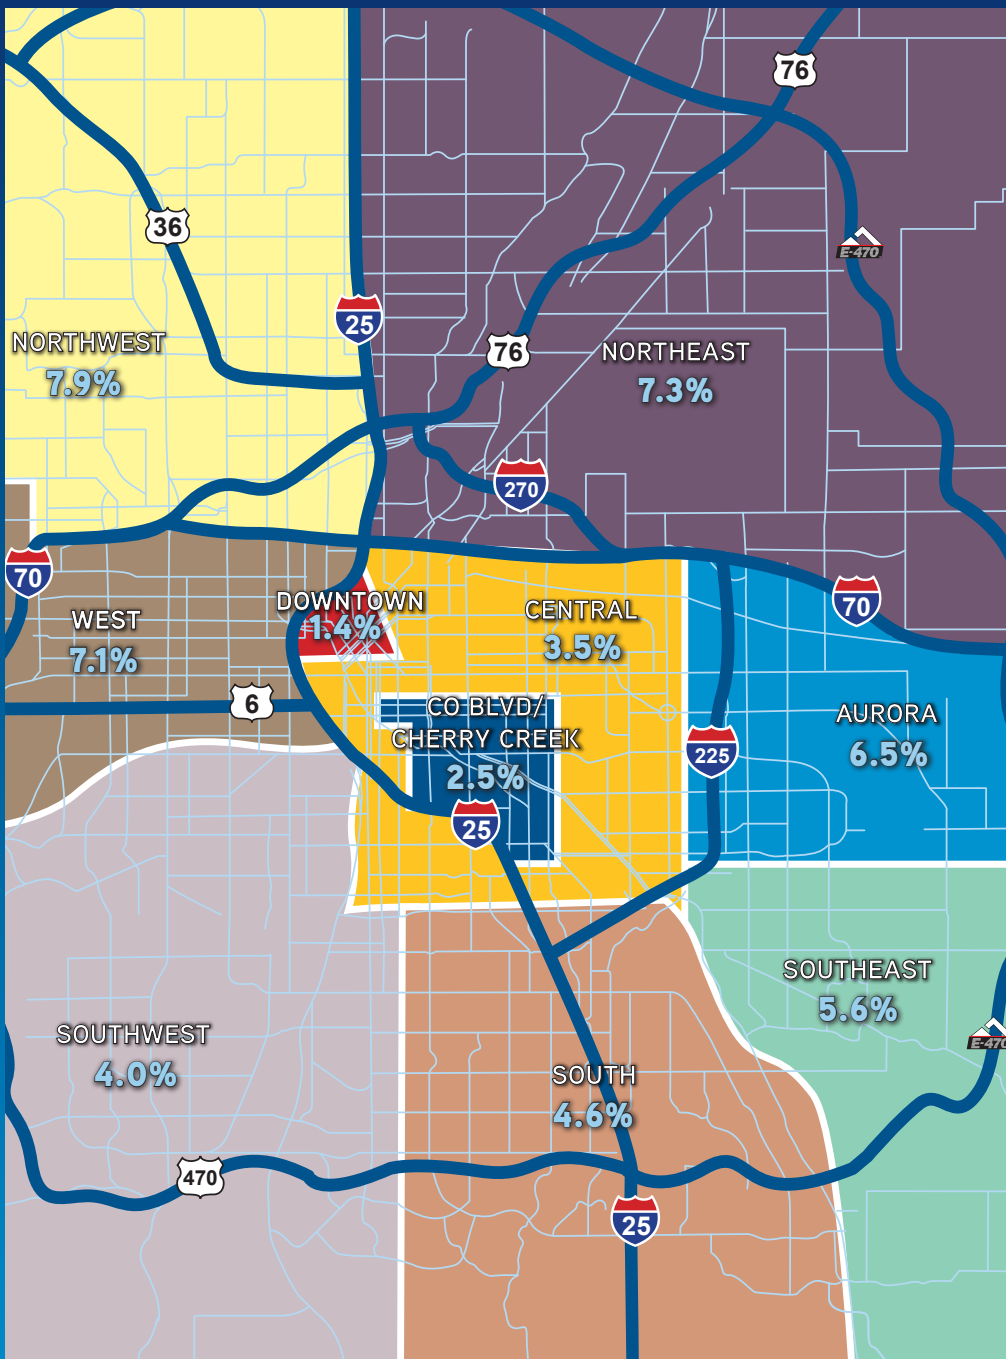 76
36
E-470
25
NORTHWEST
7.9%
76
NORTHEAST
7.3%
270
70
70
DOWNTOWN
1.4%
WEST
7.1%
CENTRAL
3.5%
6
CO BLVD/
CHERRY CREEK
2.5%
AURORA
6.5%
225
25
SOUTHEAST
5.6%
E-470
SOUTHWEST
4.0%
SOUTH
4.6%
470
25